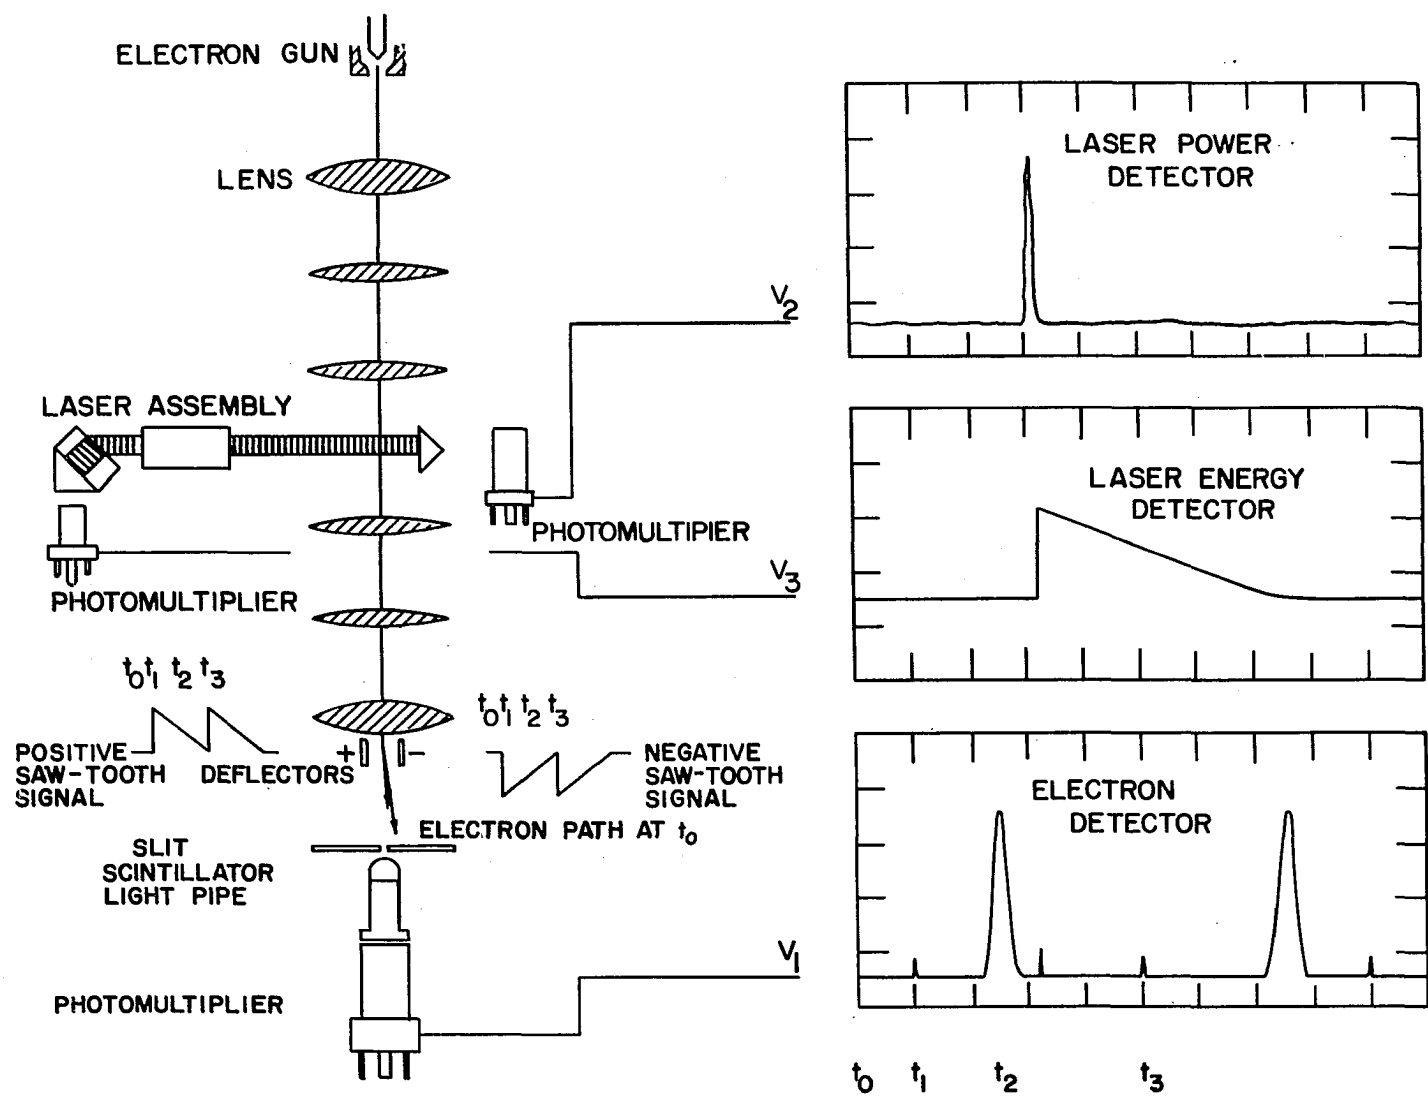 ELECTRON GUN
LENS
LASER ASSEMBLY
PHOTOMULTIPIER
PHOTOMULTIPLIER
V2
V3
t0 t1 t2 t3
t0 t1 t2 t3
POSITIVE
SAW-TOOTH
SIGNAL
DEFLECTORS
+
-
NEGATIVE
SAW-TOOTH
SIGNAL
ELECTRON PATH AT t0
SLIT
SCINTILLATOR
LIGHT PIPE
PHOTOMULTIPLIER
V1
LASER POWER
DETECTOR
LASER ENERGY
DETECTOR
ELECTRON
DETECTOR
t0 t1 t2 t3